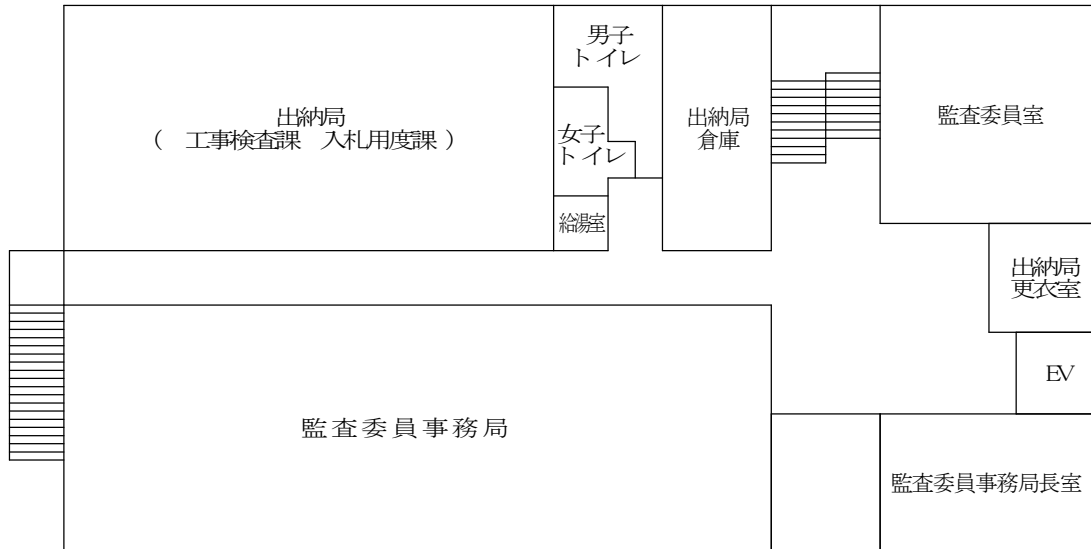 男子
トイレ
出納局
（　工事検査課　入札用度課）
女子
トイレ
給湯室
出納局
倉庫
監査委員室
出納局
更衣室
EV
監査委員事務局
監査委員事務局長室